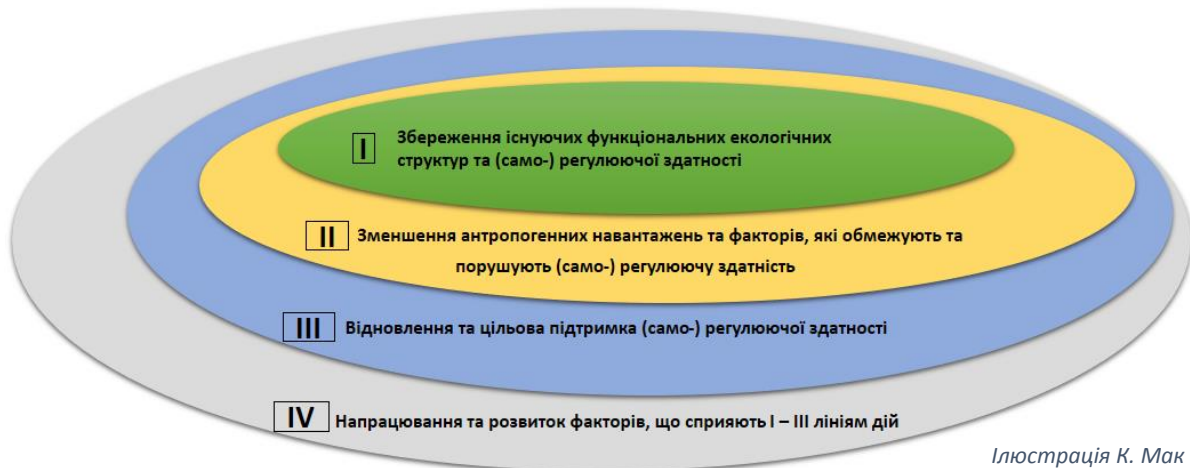 I Збереження існуючих функціональних екологічних
структур та (само-) регулюючої здатності
II Зменшення антропогенних навантажень та факторів, які обмежують та
порушують (само-) регулюючу здатність
III Відновлення та цільова підтримка (само-) регулюючої здатності
IV Напрацювання та розвиток факторів, що сприяють I – III лініям дій
Ілюстрація К. Мак